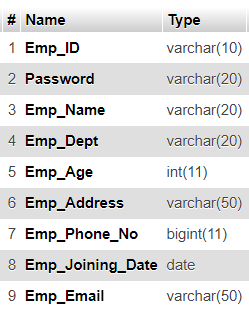 # Name Type
1 Emp_ID varchar(10)
2 Password varchar(20)
3 Emp_Name varchar(20)
4 Emp_Dept varchar(20)
5 Emp_Age int(11)
6 Emp_Address varchar(50)
7 Emp_Phone_No bigint(11)
8 Emp_Joining_Date date
9 Emp_Email varchar(50)